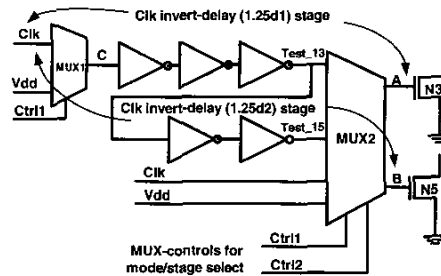 Clk invert-delay (1.25d1) stage
Clk
MUX1
C
Test_13
A
N3
Vdd
Clk invert-delay (1.25d2) stage
Ctrl1
Test_15
MUX2
Clk
B
N5
Vdd
Ctrl1
MUX-controls for
mode/stage select
Ctrl2